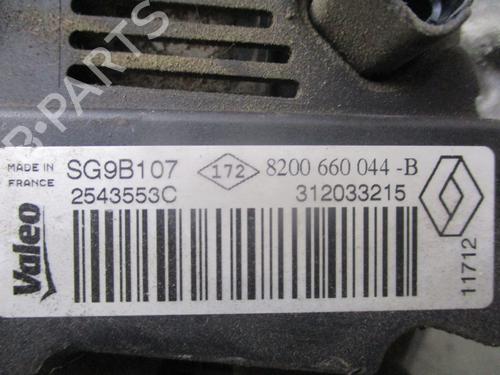 B-PARTS
MADE IN
FRANCE
SG9B107
172
8200 660 044 -B
2543553C
312033215
Valeo
11712